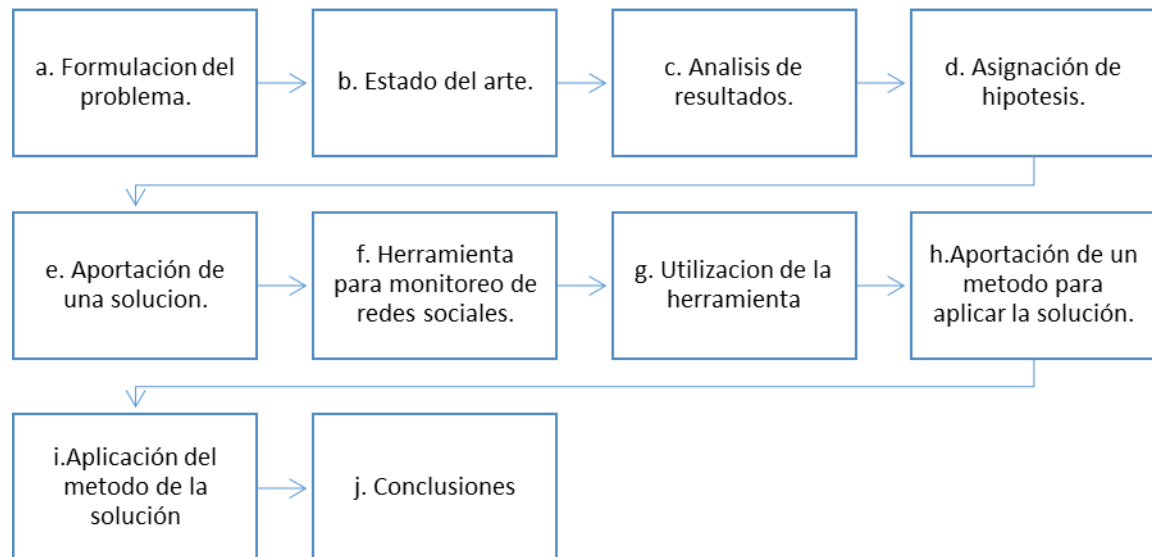 a. Formulacion del
problema.
b. Estado del arte.
c. Analisis de
resultados.
d. Asignación de
hipotesis.
e. Aportación de
una solucion.
f. Herramienta
para monitoreo de
redes sociales.
g. Utilizacion de la
herramienta
h.Aportación de un
metodo para
aplicar la solución.
i.Aplicación del
metodo de la
solución
j. Conclusiones